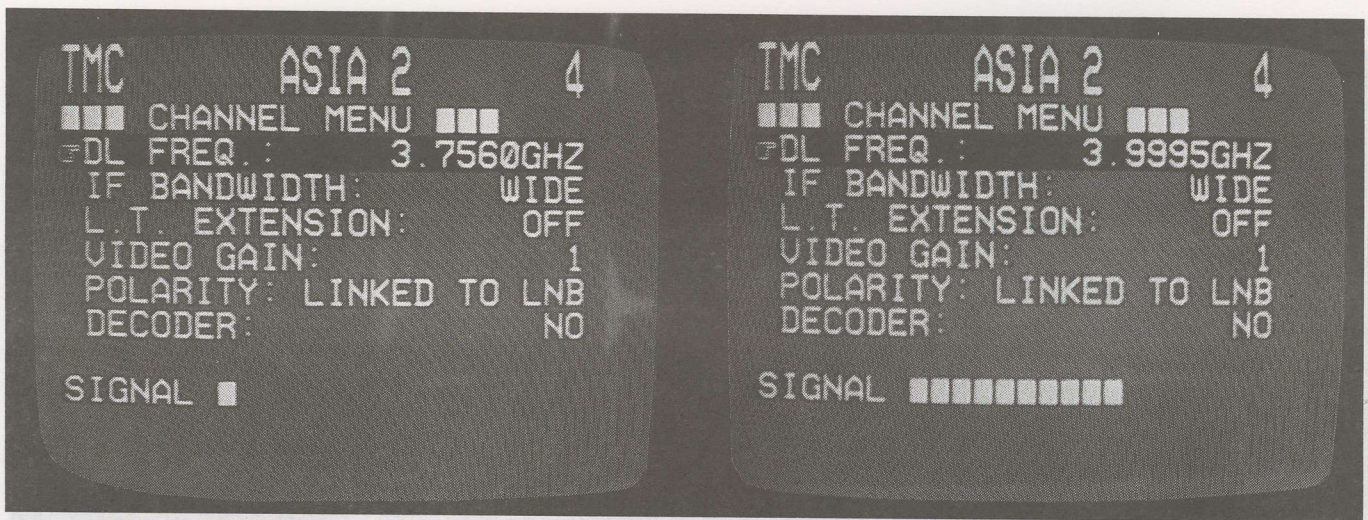 TMC ASIA 2 4
CHANNEL MENU
DL FREQ.: 3.7560GHZ
IF BANDWIDTH: WIDE
L.T. EXTENSION: OFF
VIDEO GAIN: 1
POLARITY: LINKED TO LNB
DECODER: NO
SIGNAL
TMC ASIA 2 4
CHANNEL MENU
DL FREQ.: 3.9995GHZ
IF BANDWIDTH: WIDE
L.T. EXTENSION: OFF
VIDEO GAIN: 1
POLARITY: LINKED TO LNB
DECODER: NO
SIGNAL